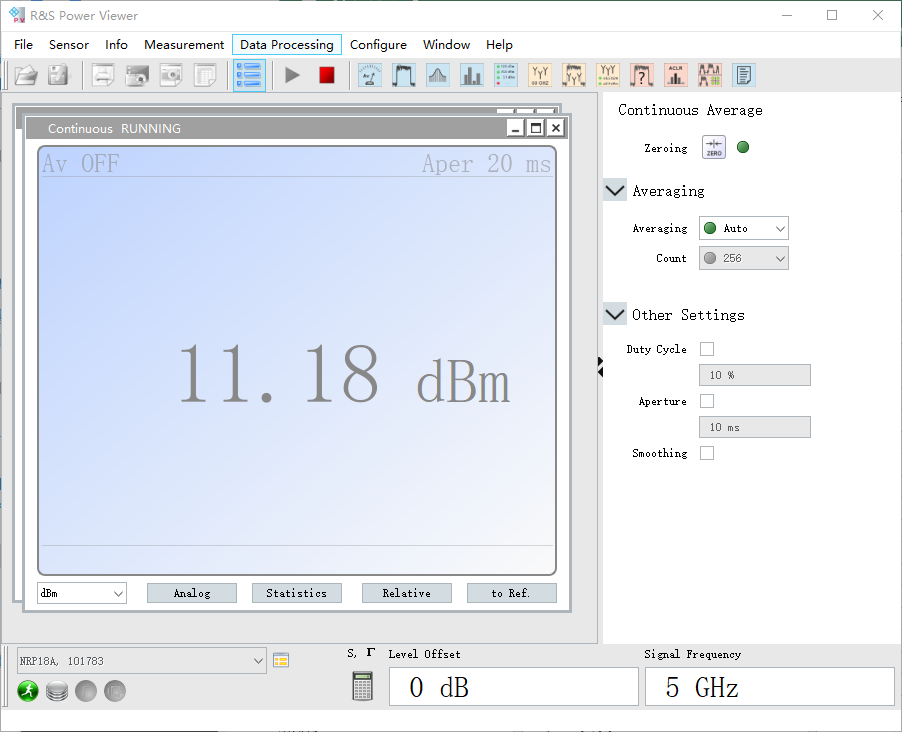 R&S Power Viewer
File Sensor Info Measurement Data Processing Configure Window Help
Continuous RUNNING
Av OFF Aper 20 ms
11.18 dBm
dBm Analog Statistics Relative to Ref.
Continuous Average
Zeroing ZERO
Averaging
Averaging Auto
Count 256
Other Settings
Duty Cycle
10 %
Aperture
10 ms
Smoothing
NRP18A, 101783
S, Γ Level Offset Signal Frequency
0 dB 5 GHz